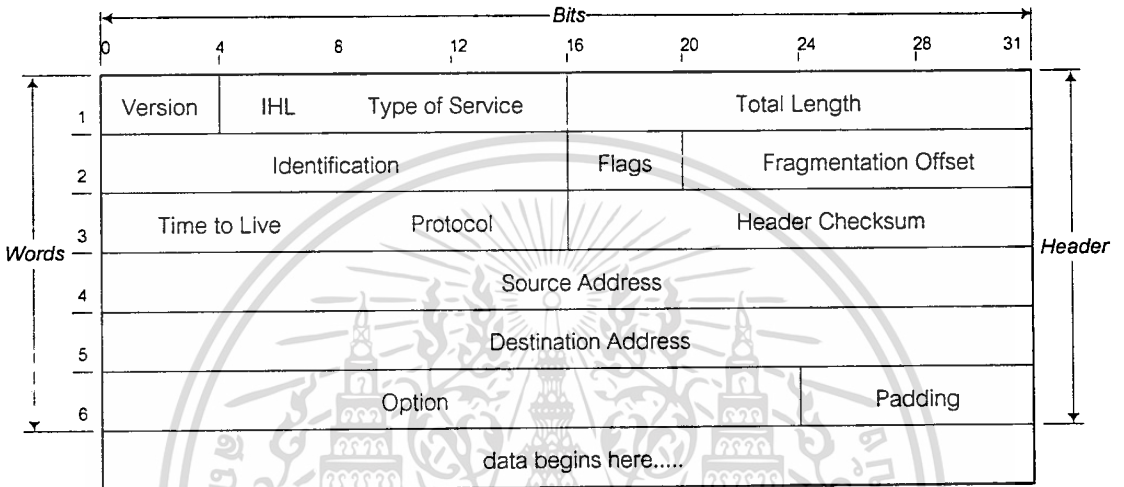 Bits
0 4 8 12 16 20 24 28 31
1 Version IHL Type of Service Total Length
2 Identification Flags Fragmentation Offset
3 Time to Live Protocol Header Checksum
Words Header
4 Source Address
5 Destination Address
6 Option Padding
data begins here.....